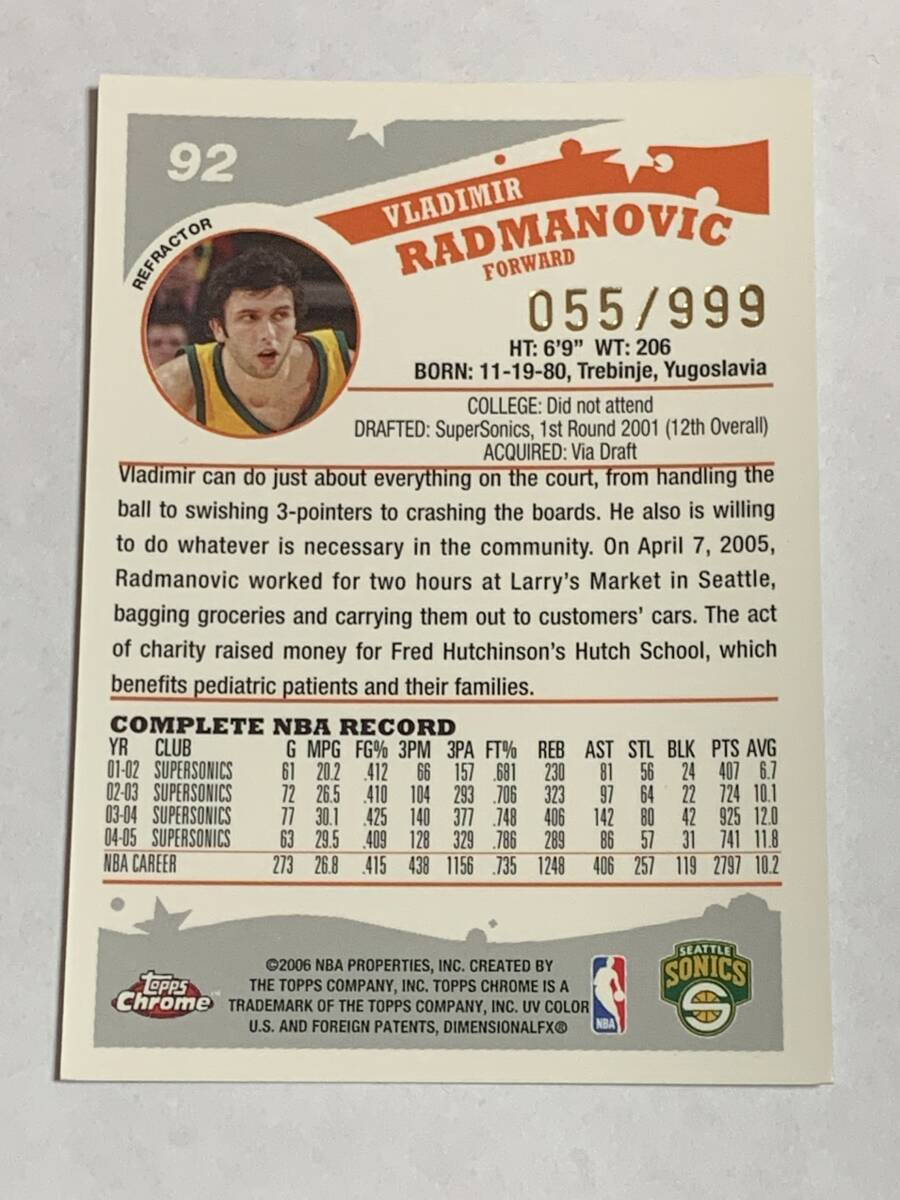 92
REFRACTOR
VLADIMIR
RADMANOVIC
FORWARD
055/999
HT: 6'9” WT: 206
BORN: 11-19-80, Trebinje, Yugoslavia
COLLEGE: Did not attend
DRAFTED: SuperSonics, 1st Round 2001 (12th Overall)
ACQUIRED: Via Draft
Vladimir can do just about everything on the court, from handling the
ball to swishing 3-pointers to crashing the boards. He also is willing
to do whatever is necessary in the community. On April 7, 2005,
Radmanovic worked for two hours at Larry's Market in Seattle,
bagging groceries and carrying them out to customers' cars. The act
of charity raised money for Fred Hutchinson's Hutch School, which
benefits pediatric patients and their families.
COMPLETE NBA RECORD
YR CLUB G MPG FG% 3PM 3PA FT% REB AST STL BLK PTS AVG
01-02 SUPERSONICS 61 20.2 .412 66 157 .681 230 81 56 24 407 6.7
02-03 SUPERSONICS 72 26.5 .410 104 293 .706 323 97 64 22 724 10.1
03-04 SUPERSONICS 77 30.1 .425 140 377 .748 406 142 80 42 925 12.0
04-05 SUPERSONICS 63 29.5 .409 128 329 .786 289 86 57 31 741 11.8
NBA CAREER 273 26.8 .415 438 1156 .735 1248 406 257 119 2797 10.2
©2006 NBA PROPERTIES, INC. CREATED BY
THE TOPPS COMPANY, INC. TOPPS CHROME IS A
TRADEMARK OF THE TOPPS COMPANY, INC. UV COLOR
U.S. AND FOREIGN PATENTS, DIMENSIONALFX®
Topps
Chrome™
NBA
SEATTLE
SONICS